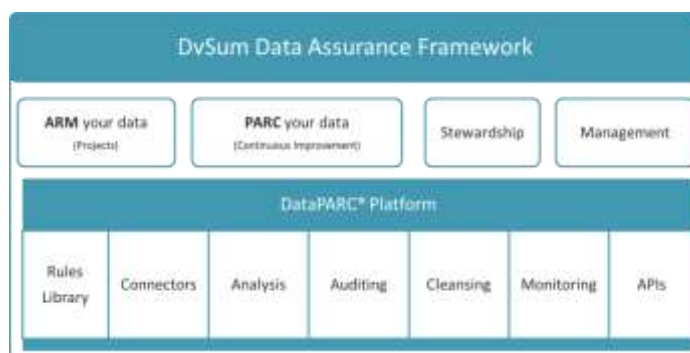 DvSum Data Assurance Framework
ARM your data
(Projects)
PARC your data
(Continuous Improvement)
Stewardship
Management
DataPARC® Platform
Rules
Library
Connectors
Analysis
Auditing
Cleansing
Monitoring
APIs